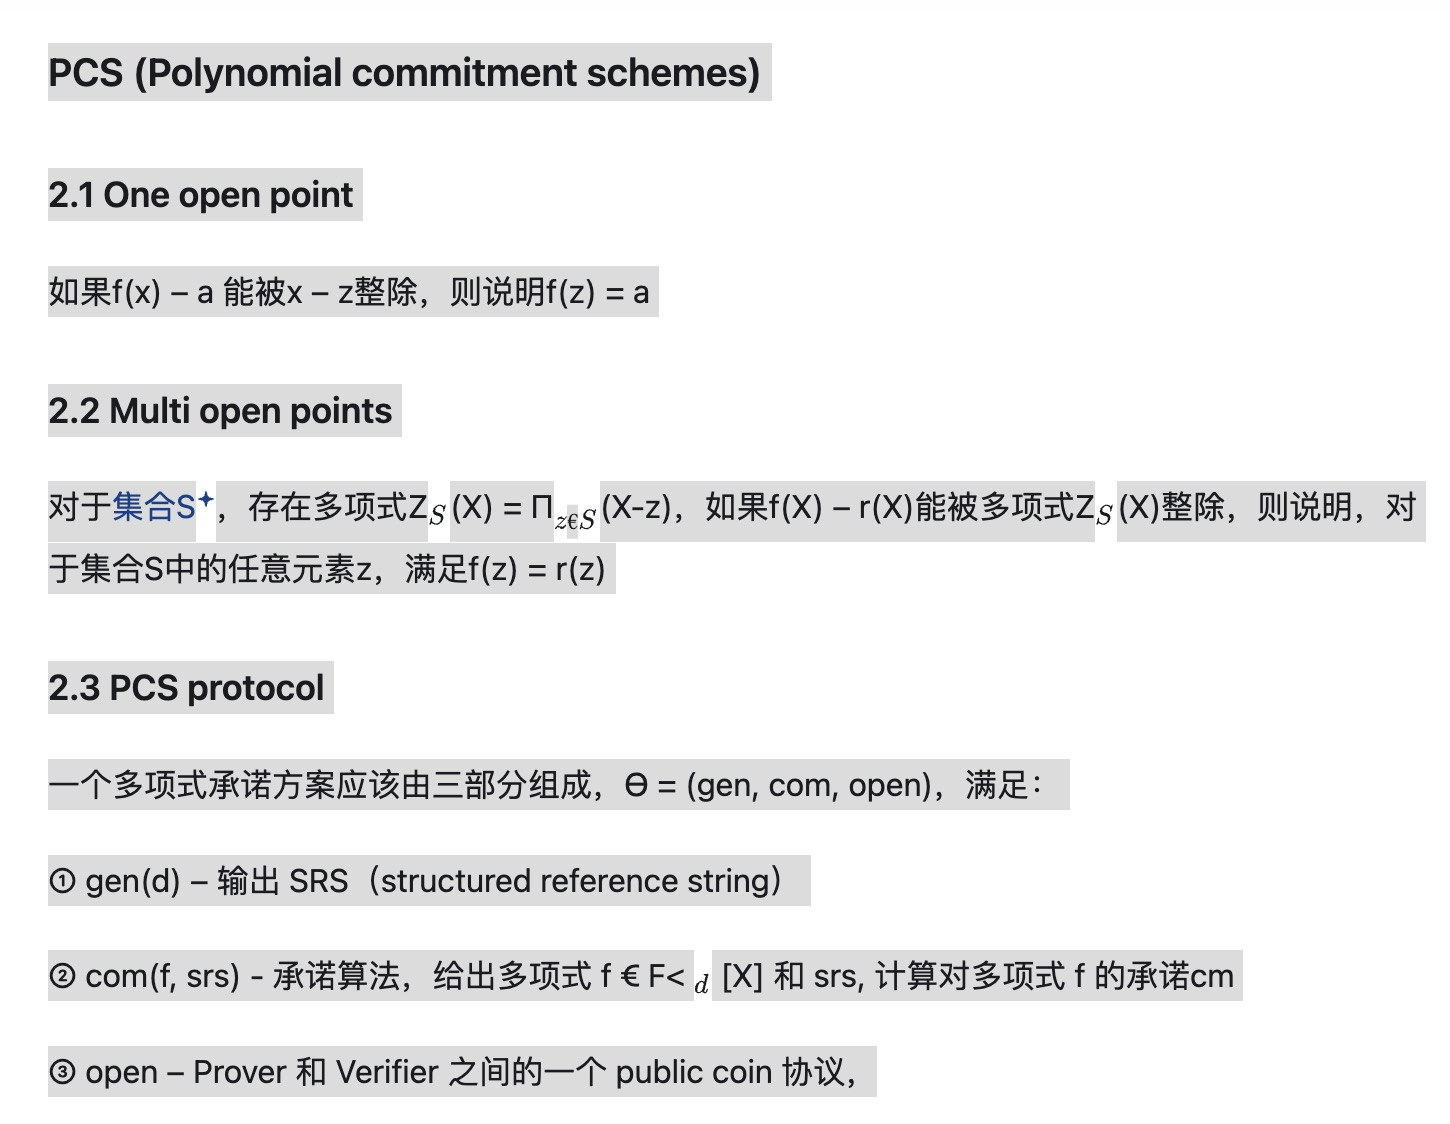 PCS (Polynomial commitment schemes)
2.1 One open point
如果f(x) – a 能被x – z整除，则说明f(z) = a
2.2 Multi open points
对于集合S，存在多项式Z_S(X) = Π_{z€S}(X-z)，如果f(X) – r(X)能被多项式Z_S(X)整除，则说明，对
于集合S中的任意元素z，满足f(z) = r(z)
2.3 PCS protocol
一个多项式承诺方案应该由三部分组成，Ө = (gen, com, open)，满足：
① gen(d) – 输出 SRS（structured reference string）
② com(f, srs) - 承诺算法，给出多项式 f € F<_d [X] 和 srs, 计算对多项式 f 的承诺cm
③ open – Prover 和 Verifier 之间的一个 public coin 协议，